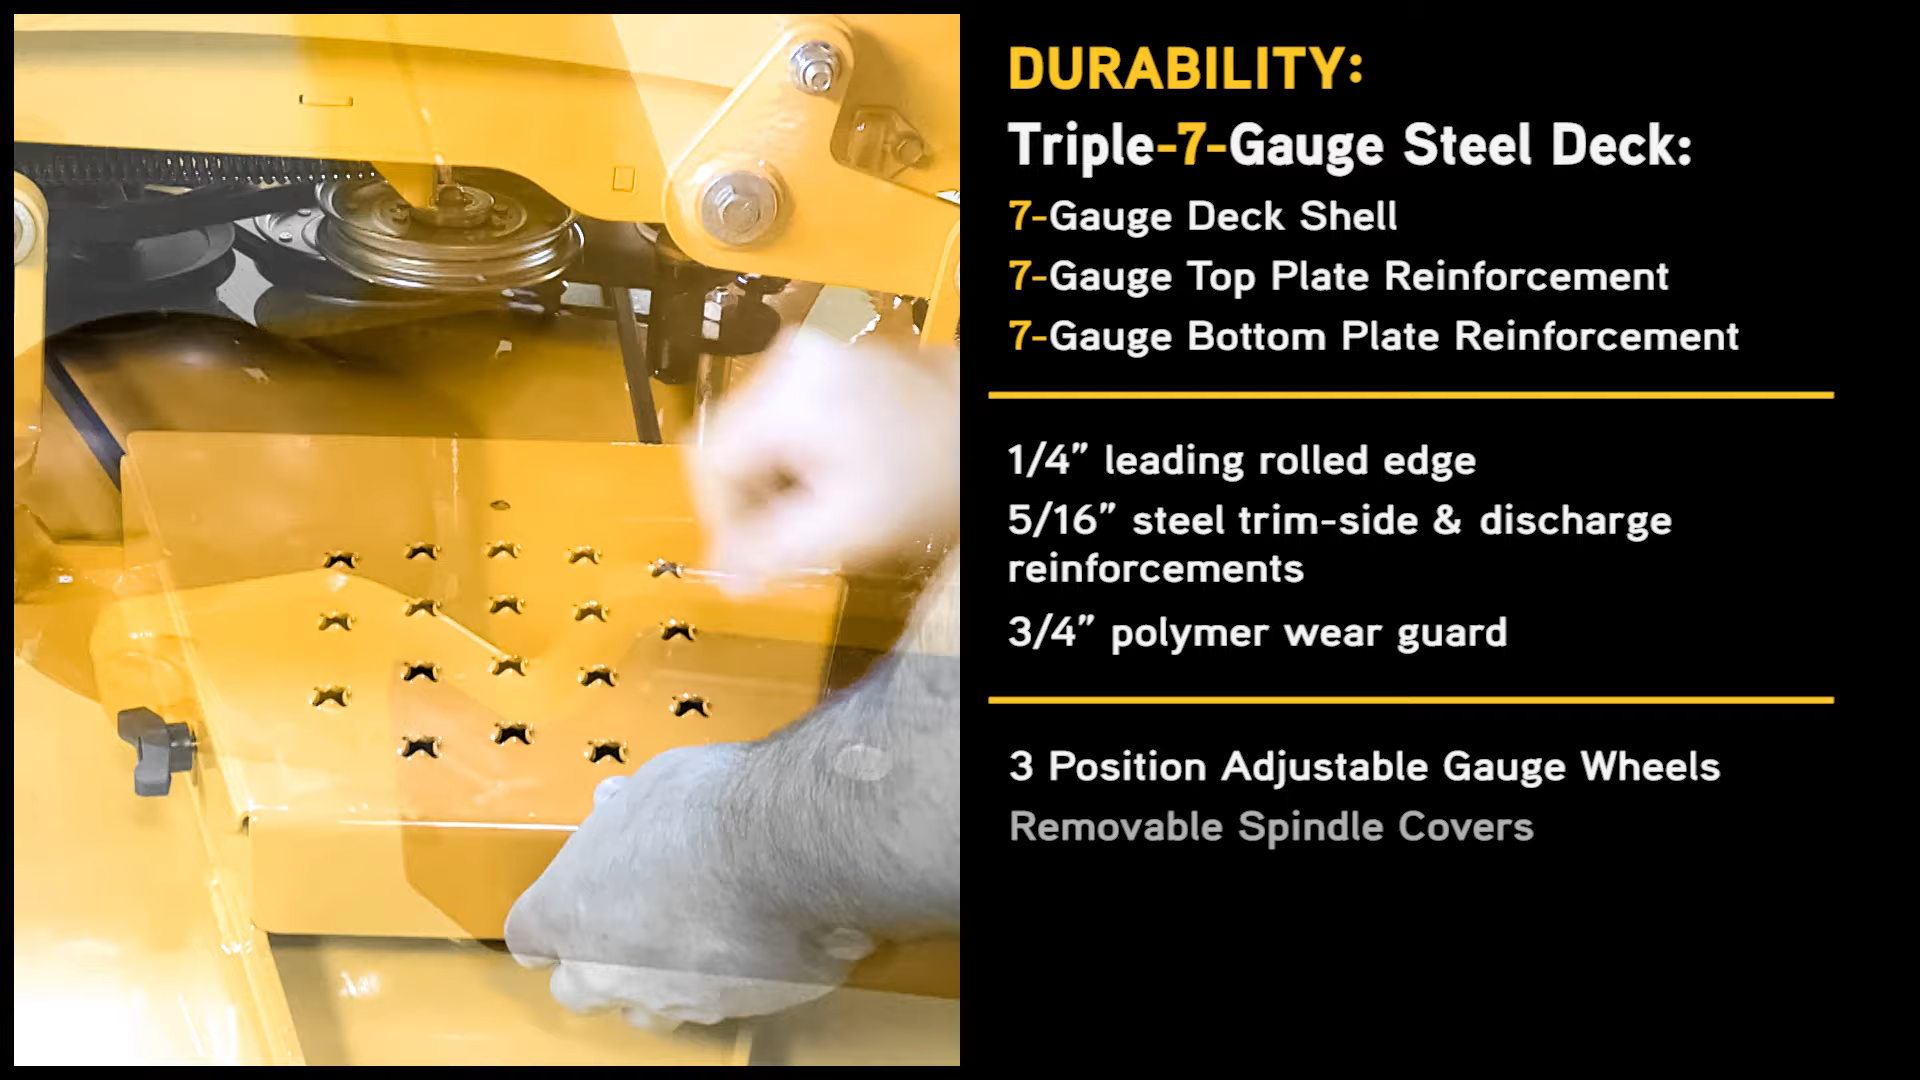 DURABILITY:
Triple-7-Gauge Steel Deck:
7-Gauge Deck Shell
7-Gauge Top Plate Reinforcement
7-Gauge Bottom Plate Reinforcement
1/4” leading rolled edge
5/16” steel trim-side & discharge
reinforcements
3/4” polymer wear guard
3 Position Adjustable Gauge Wheels
Removable Spindle Covers